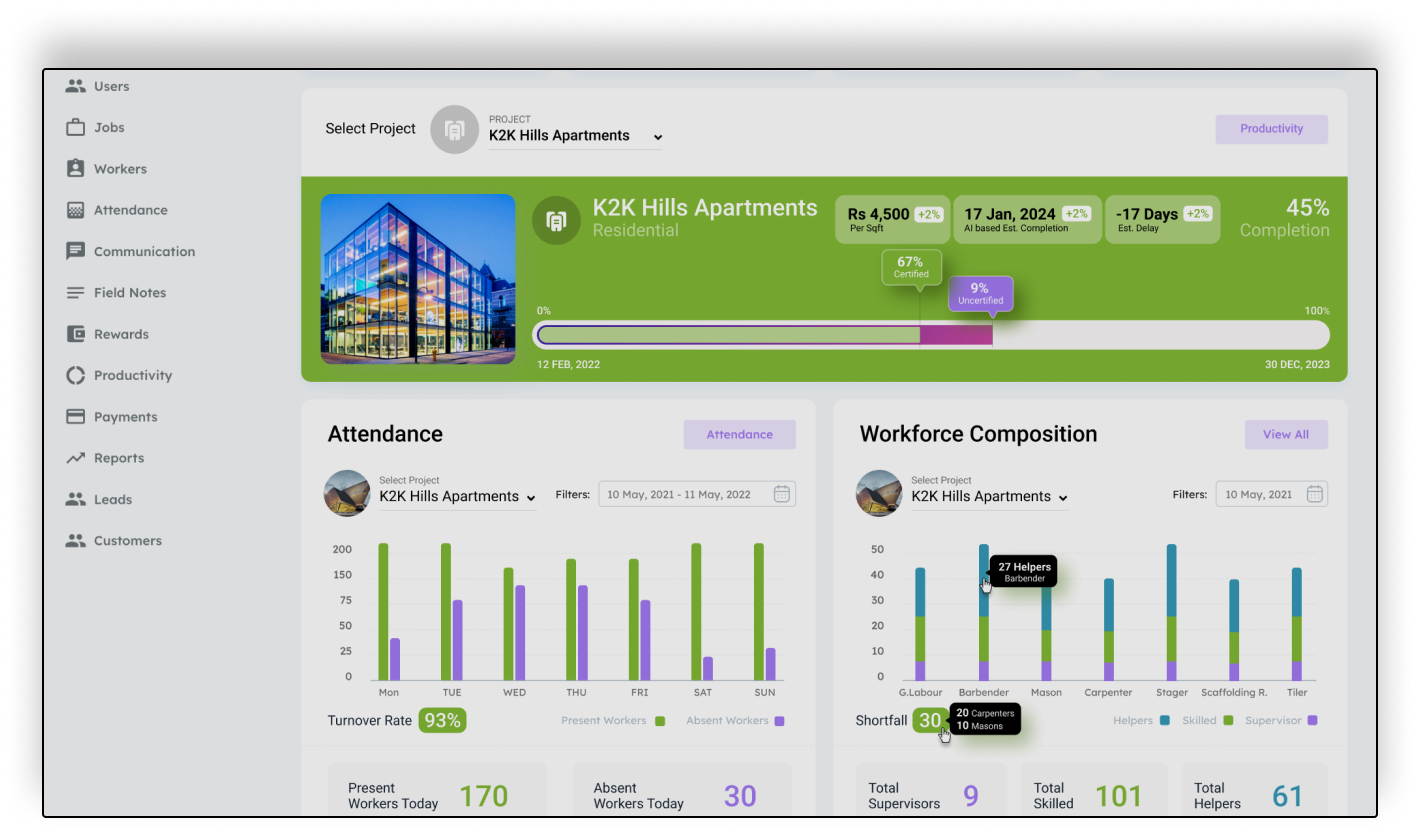 Users
Jobs
Workers
Attendance
Communication
Field Notes
Rewards
Productivity
Payments
Reports
Leads
Customers
Select Project
PROJECT
K2K Hills Apartments
Productivity
K2K Hills Apartments
Residential
Rs 4,500 +2%
Per Sqft
17 Jan, 2024 +2%
AI based Est. Completion
-17 Days +2%
Est. Delay
45%
Completion
67%
Certified
9%
Uncertified
0%
100%
12 FEB, 2022
30 DEC, 2023
Attendance
Attendance
Select Project
K2K Hills Apartments
Filters:
10 May, 2021 - 11 May, 2022
200
150
75
50
25
0
Mon TUE WED THU FRI SAT SUN
Turnover Rate 93%
Present Workers
Absent Workers
Present
Workers Today
170
Absent
Workers Today
30
Workforce Composition
View All
Select Project
K2K Hills Apartments
Filters:
10 May, 2021
50
40
30
20
10
0
27 Helpers
Barbender
G.Labour Barbender Mason Carpenter Stager Scaffolding R. Tiler
Shortfall 30
20 Carpenters
10 Masons
Helpers
Skilled
Supervisor
Total
Supervisors
9
Total
Skilled
101
Total
Helpers
61